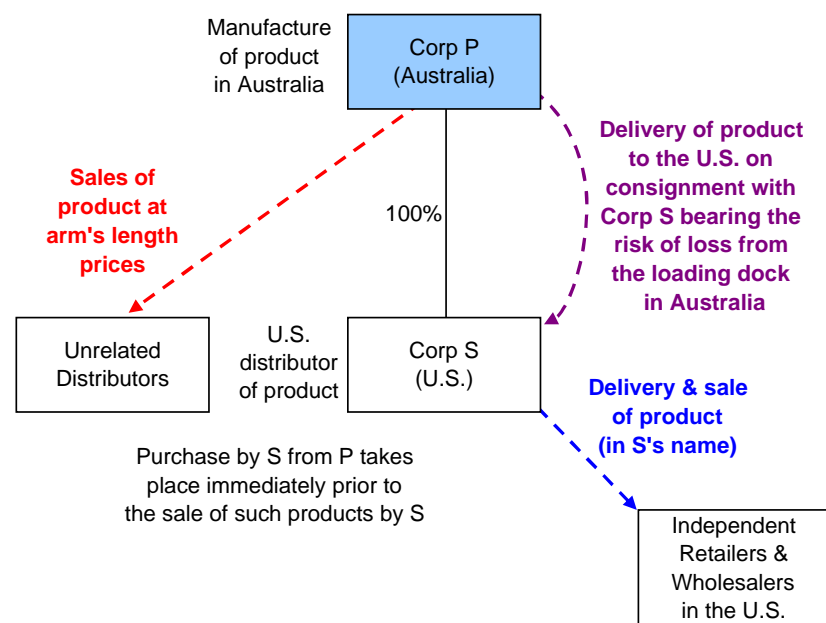 Manufacture
of product
in Australia
Corp P
(Australia)
Sales of
product at
arm's length
prices
100%
Delivery of product
to the U.S. on
consignment with
Corp S bearing the
risk of loss from
the loading dock
in Australia
Unrelated
Distributors
U.S.
distributor
of product
Corp S
(U.S.)
Delivery & sale
of product
(in S's name)
Purchase by S from P takes
place immediately prior to
the sale of such products by S
Independent
Retailers &
Wholesalers
in the U.S.